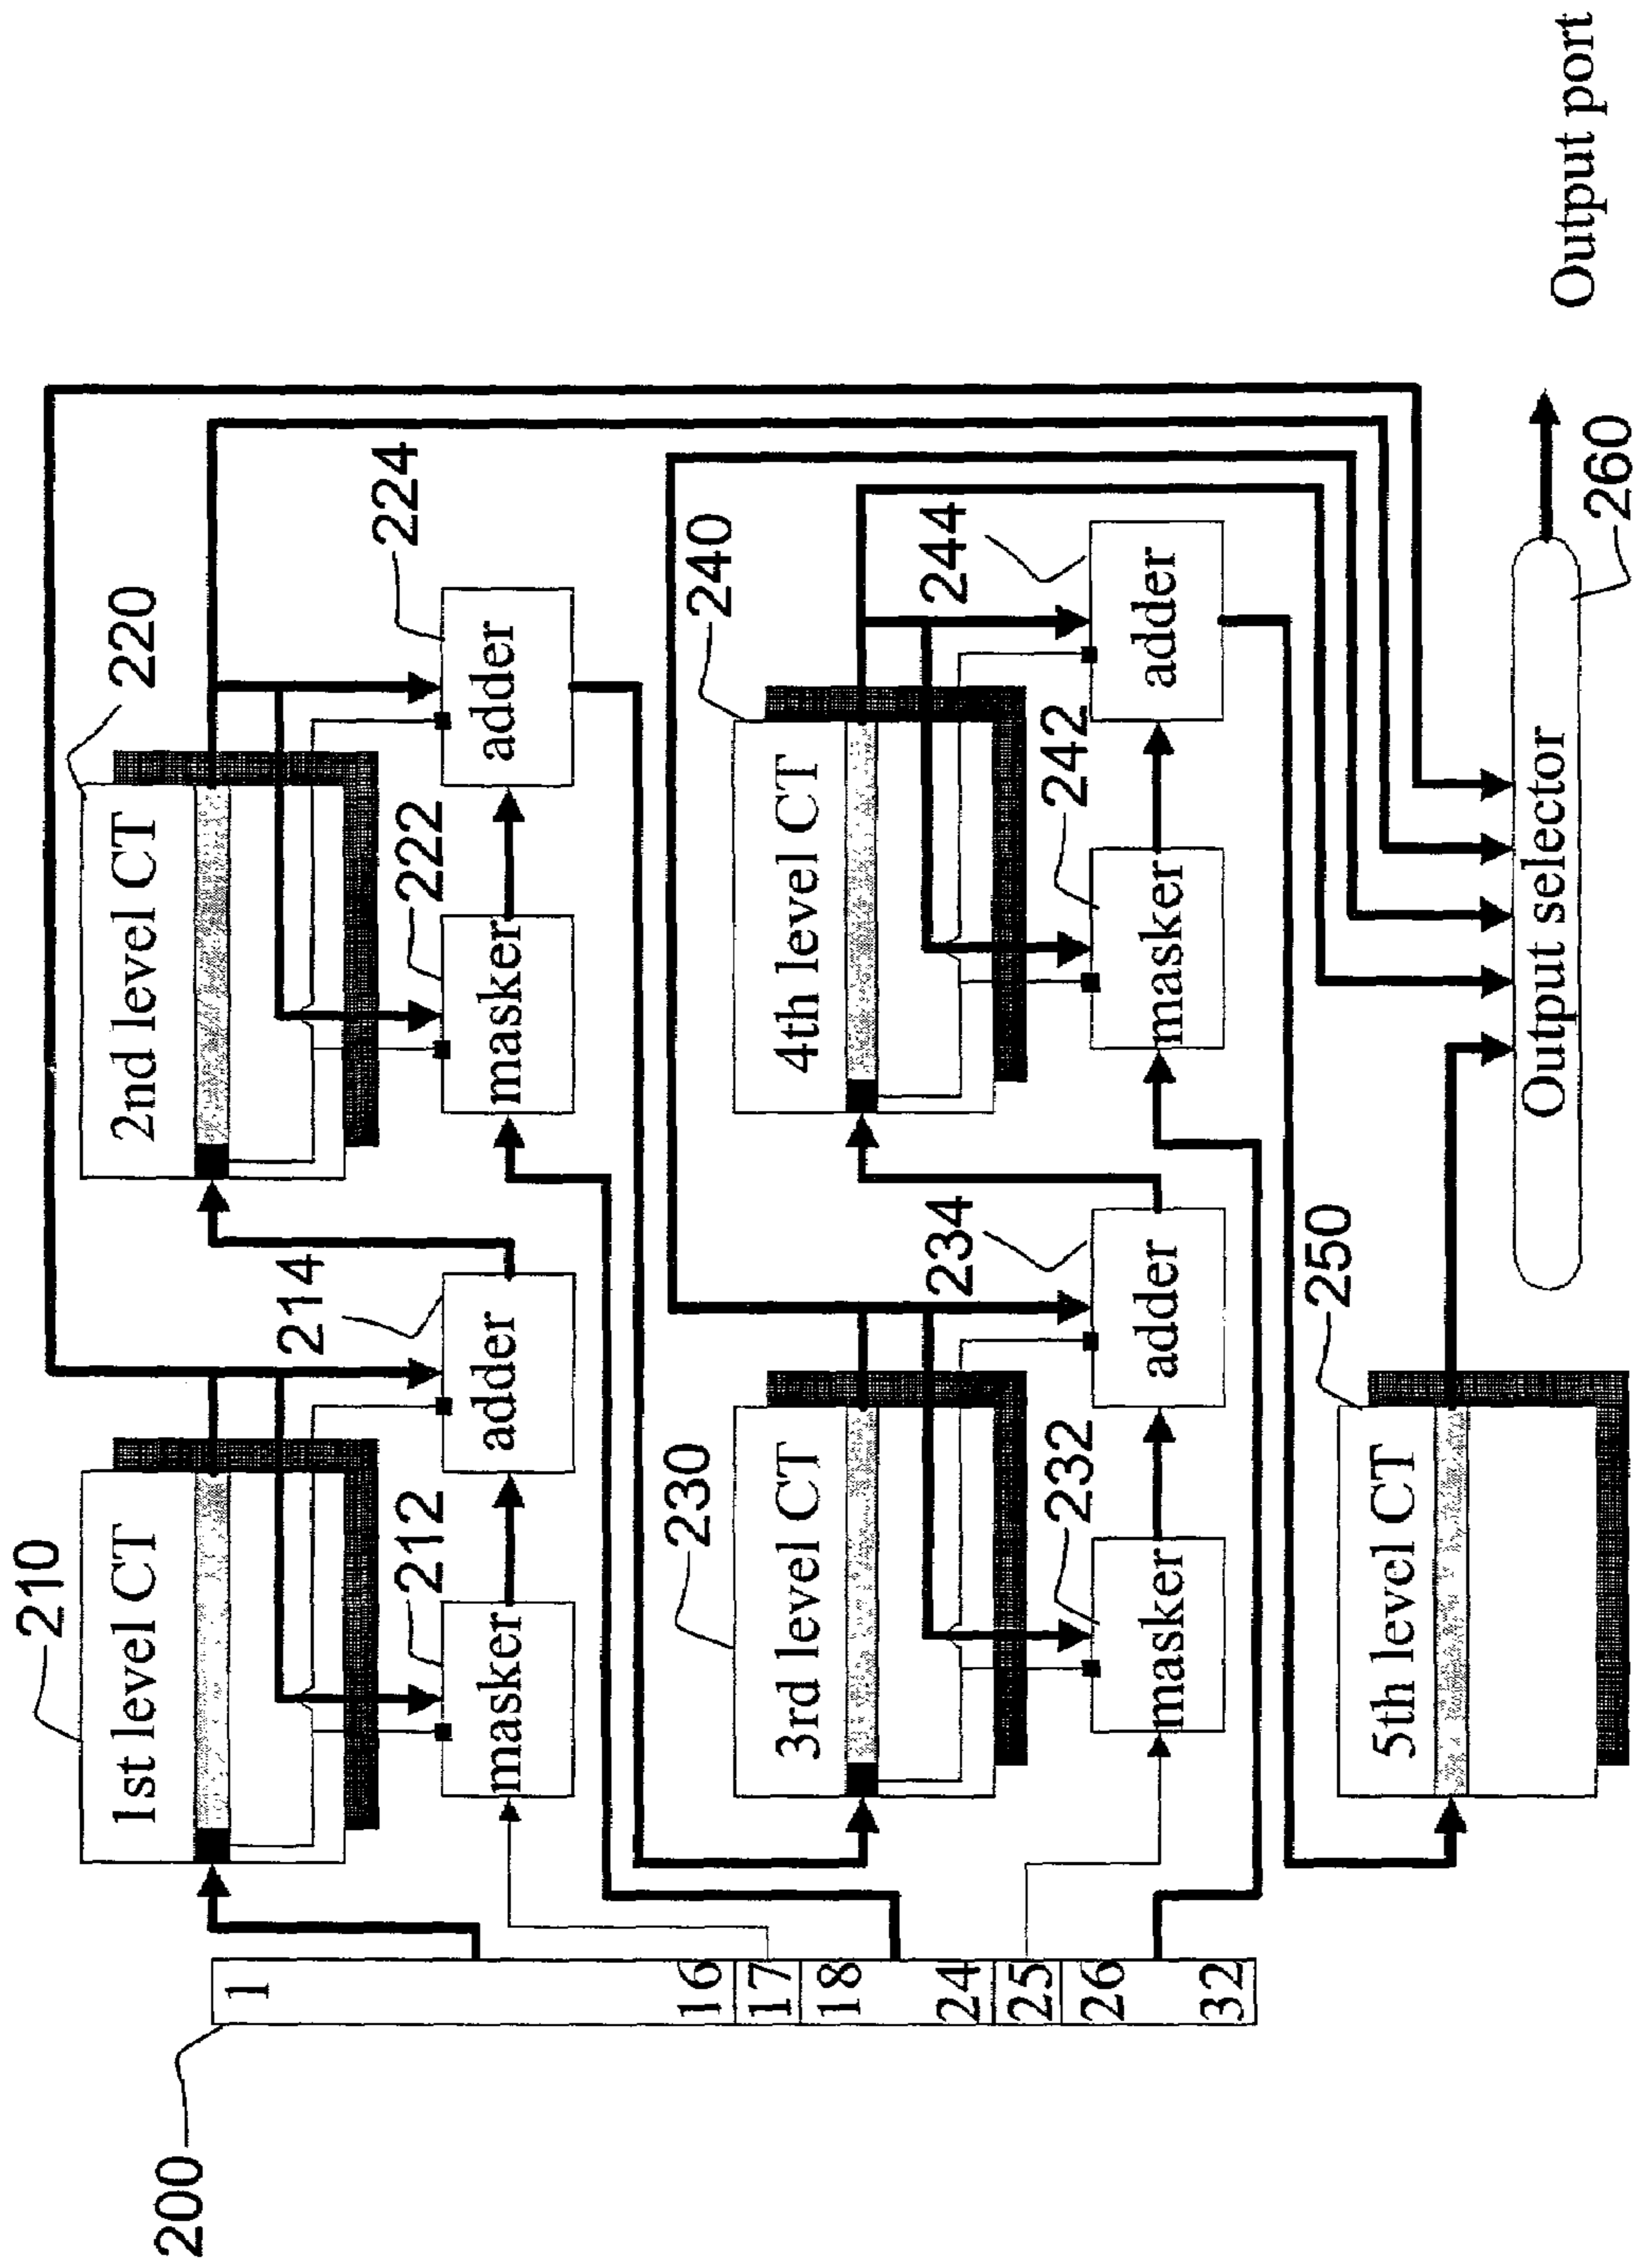 200
1
16
17
18
24
25
26
32
210
1st level CT
212
masker
214
adder
220
2nd level CT
222
masker
224
adder
230
3rd level CT
232
masker
234
adder
240
4th level CT
242
masker
244
adder
250
5th level CT
Output selector
260
Output port